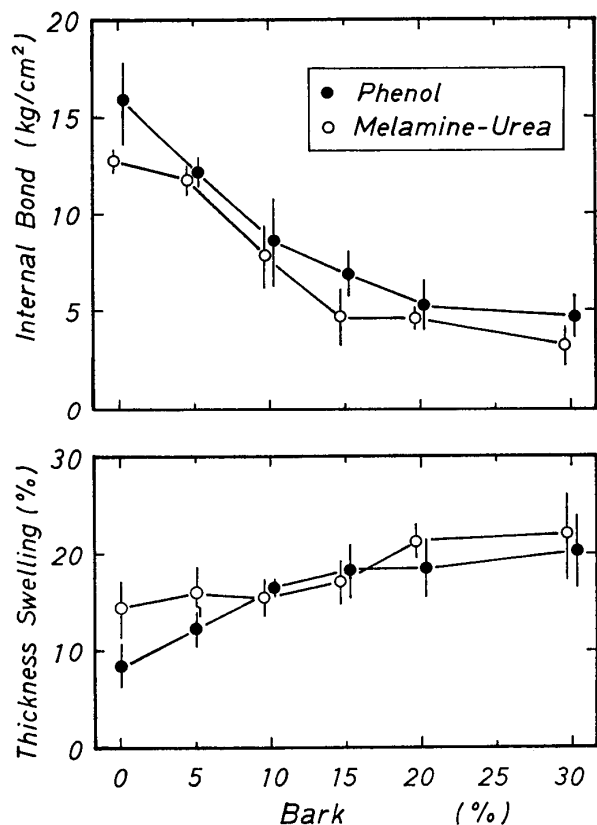 20
15
10
5
0
Internal Bond (kg/cm²)
● Phenol
○ Melamine-Urea
30
20
10
0
Thickness Swelling (%)
0 5 10 15 20 25 30
Bark (%)